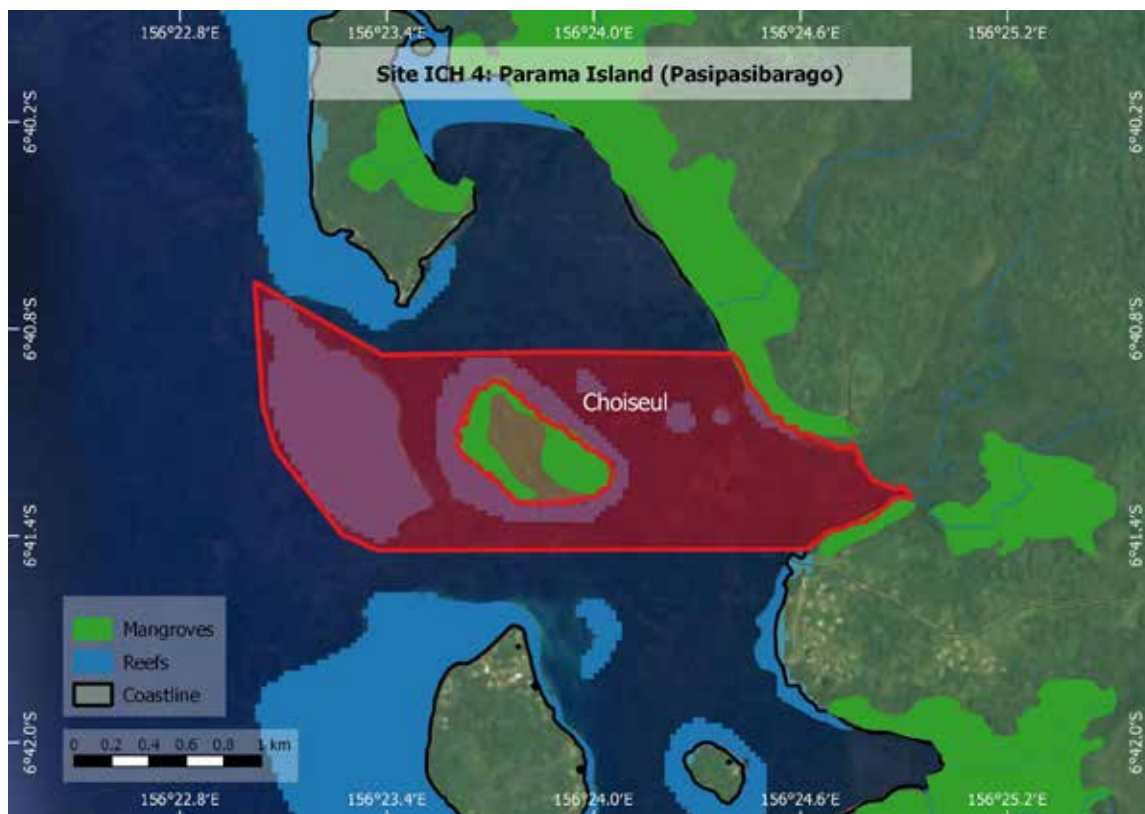 156°22.8'E 156°23.4'E 156°24.0'E 156°24.6'E 156°25.2'E
Site ICH 4: Parama Island (Pasipasibarago)
6°40.2'S 6°40.2'S
6°40.8'S 6°40.8'S
Choiseul
6°41.4'S 6°41.4'S
Mangroves
Reefs
Coastline
6°42.0'S 6°42.0'S
0 0.2 0.4 0.6 0.8 1 km
156°22.8'E 156°23.4'E 156°24.0'E 156°24.6'E 156°25.2'E